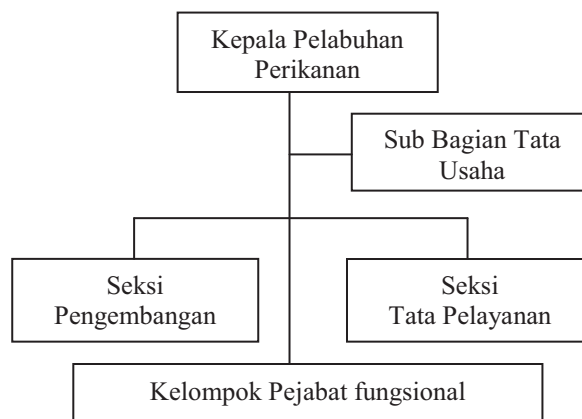 Kepala Pelabuhan
Perikanan
Sub Bagian Tata
Usaha
Seksi
Pengembangan
Seksi
Tata Pelayanan
Kelompok Pejabat fungsional